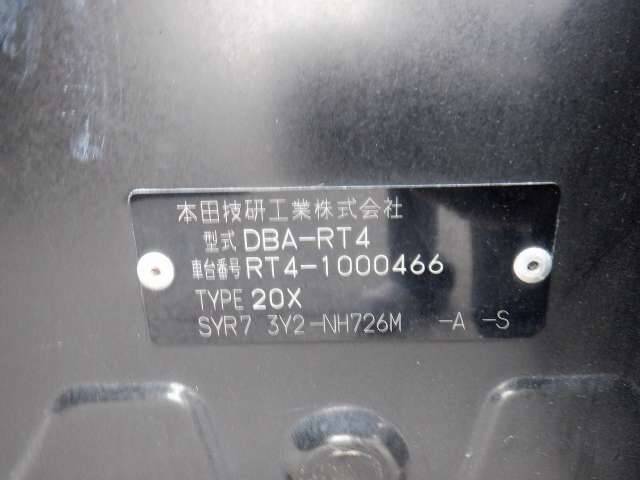 本田技研工業株式会社
型式 DBA-RT4
車台番号 RT4-1000466
TYPE 20X
SYR7 3Y2-NH726M -A -S